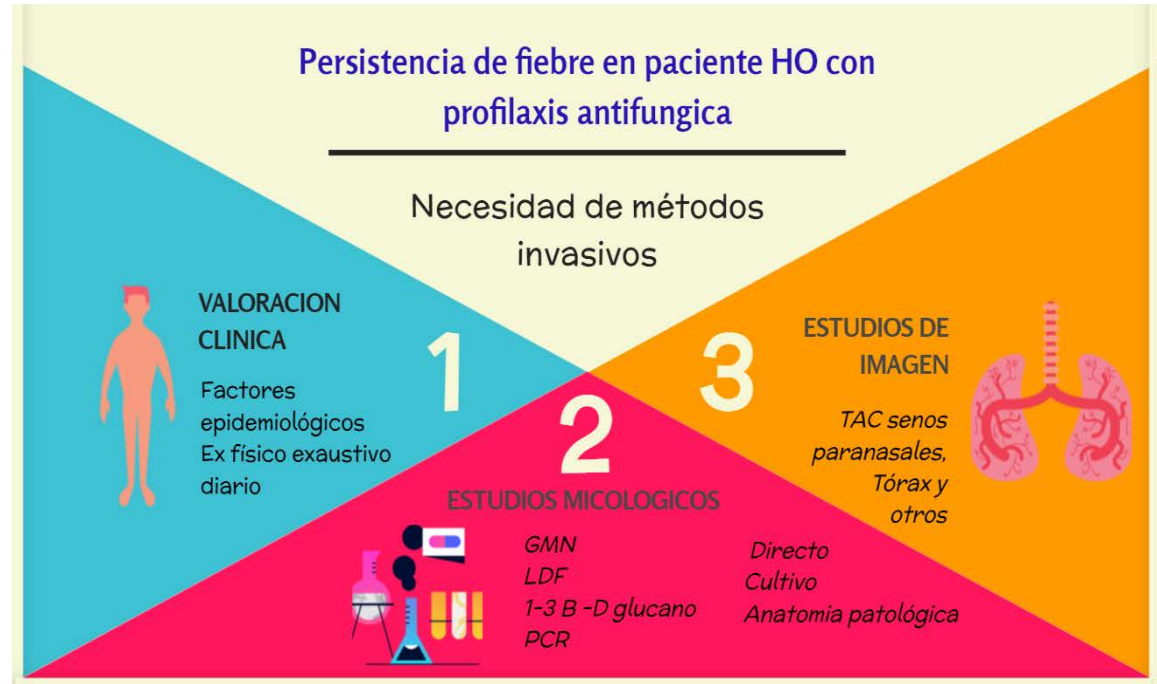 Persistencia de fiebre en paciente HO con
profilaxis antifungica
Necesidad de métodos
invasivos
1
VALORACION
CLINICA
Factores
epidemiológicos
Ex físico exaustivo
diario
2
ESTUDIOS MICOLOGICOS
GMN
LDF
1-3 B -D glucano
PCR
Directo
Cultivo
Anatomia patológica
3
ESTUDIOS DE
IMAGEN
TAC senos
paranasales,
Tórax y
otros